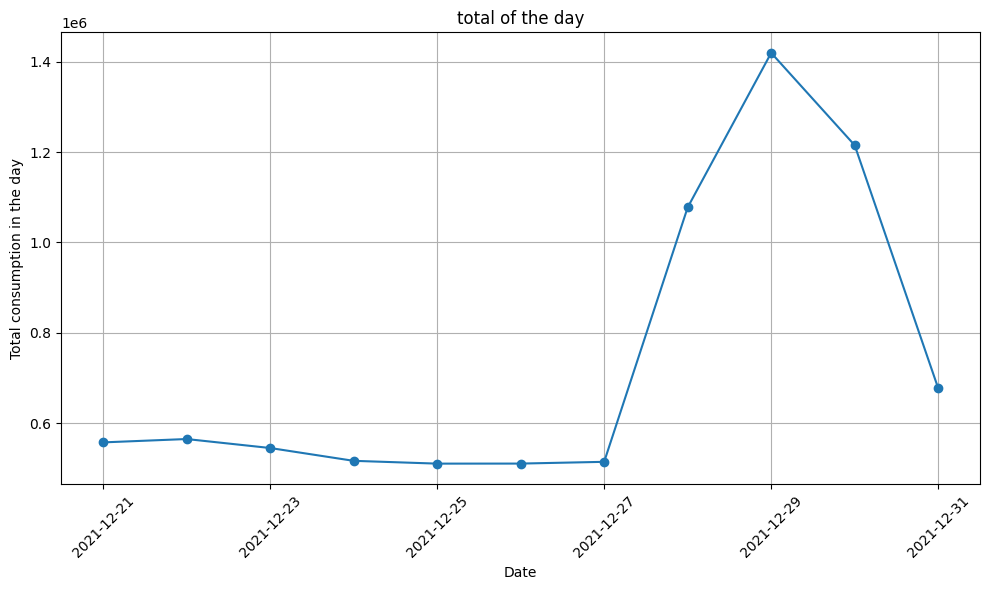 total of the day
1e6
1.4
1.2
1.0
0.8
0.6
Total consumption in the day
2021-12-21
2021-12-23
2021-12-25
2021-12-27
2021-12-29
2021-12-31
Date